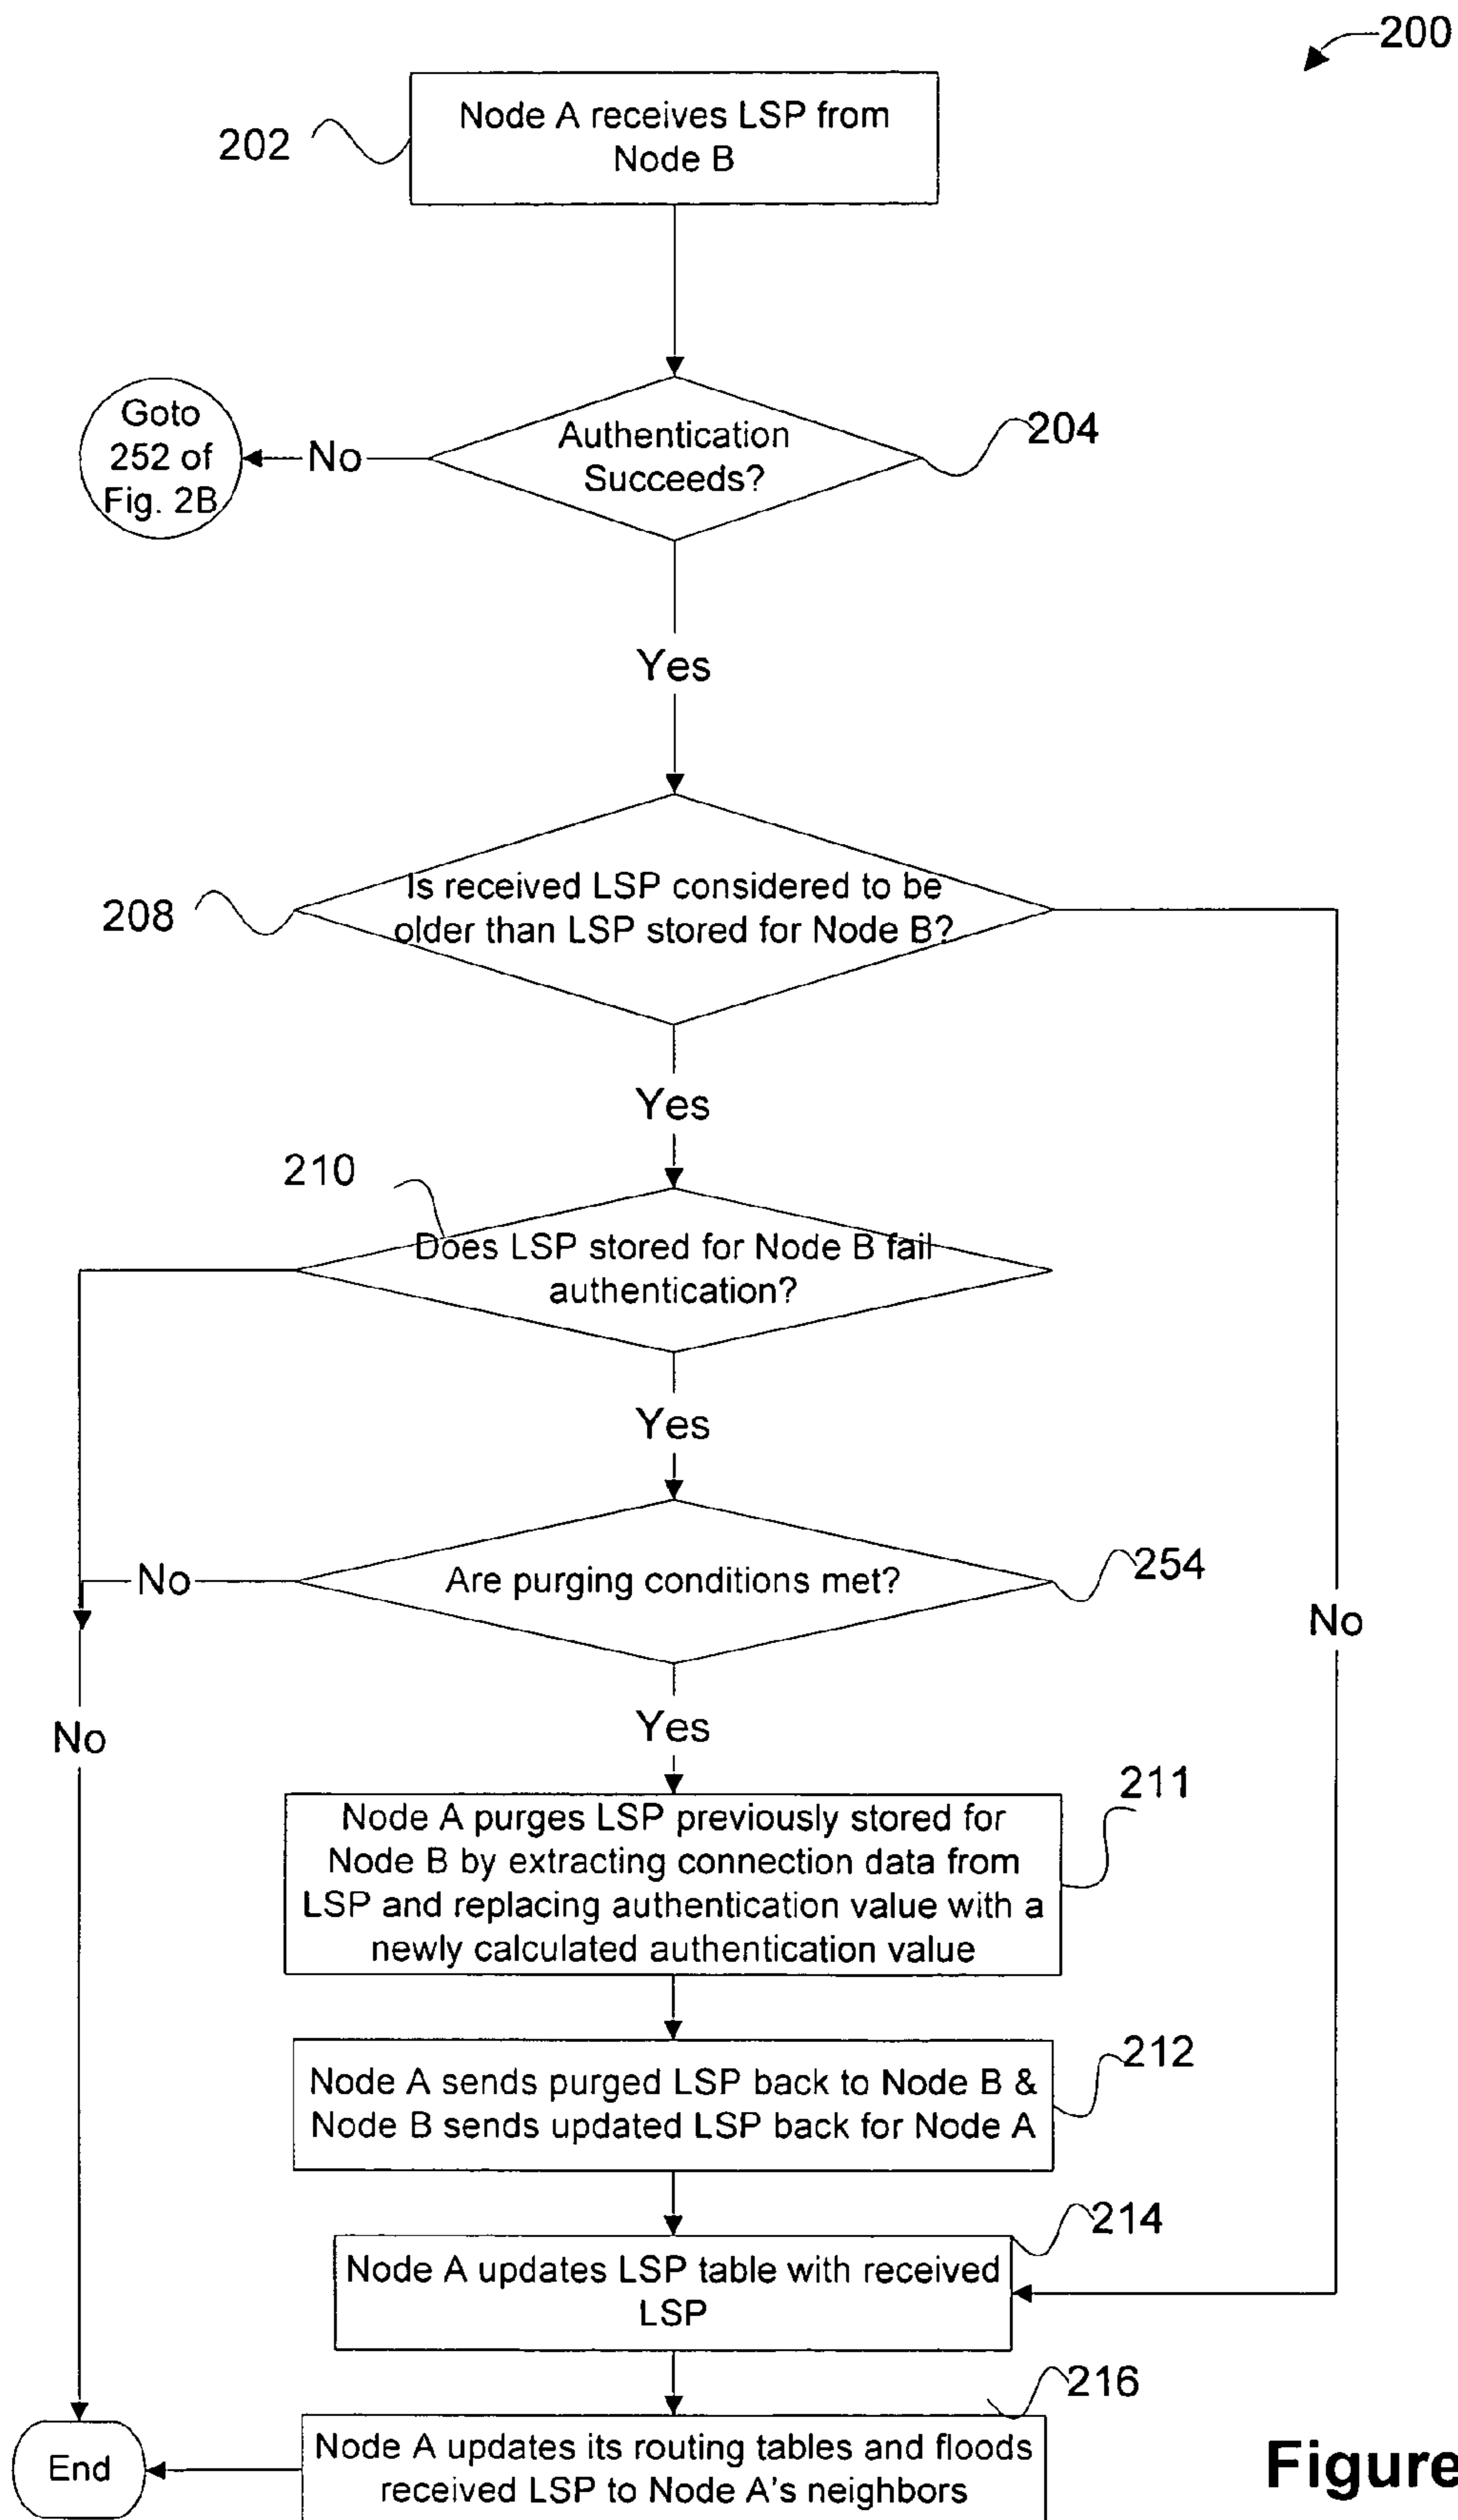 200
Node A receives LSP from
Node B
202
Authentication
Succeeds?
204
No
Goto
252 of
Fig. 2B
Yes
Is received LSP considered to be
older than LSP stored for Node B?
208
Yes
210
Does LSP stored for Node B fail
authentication?
Yes
Are purging conditions met?
254
No
No
No
Yes
211
Node A purges LSP previously stored for
Node B by extracting connection data from
LSP and replacing authentication value with a
newly calculated authentication value
212
Node A sends purged LSP back to Node B &
Node B sends updated LSP back for Node A
214
Node A updates LSP table with received
LSP
216
Node A updates its routing tables and floods
received LSP to Node A's neighbors
End
Figure